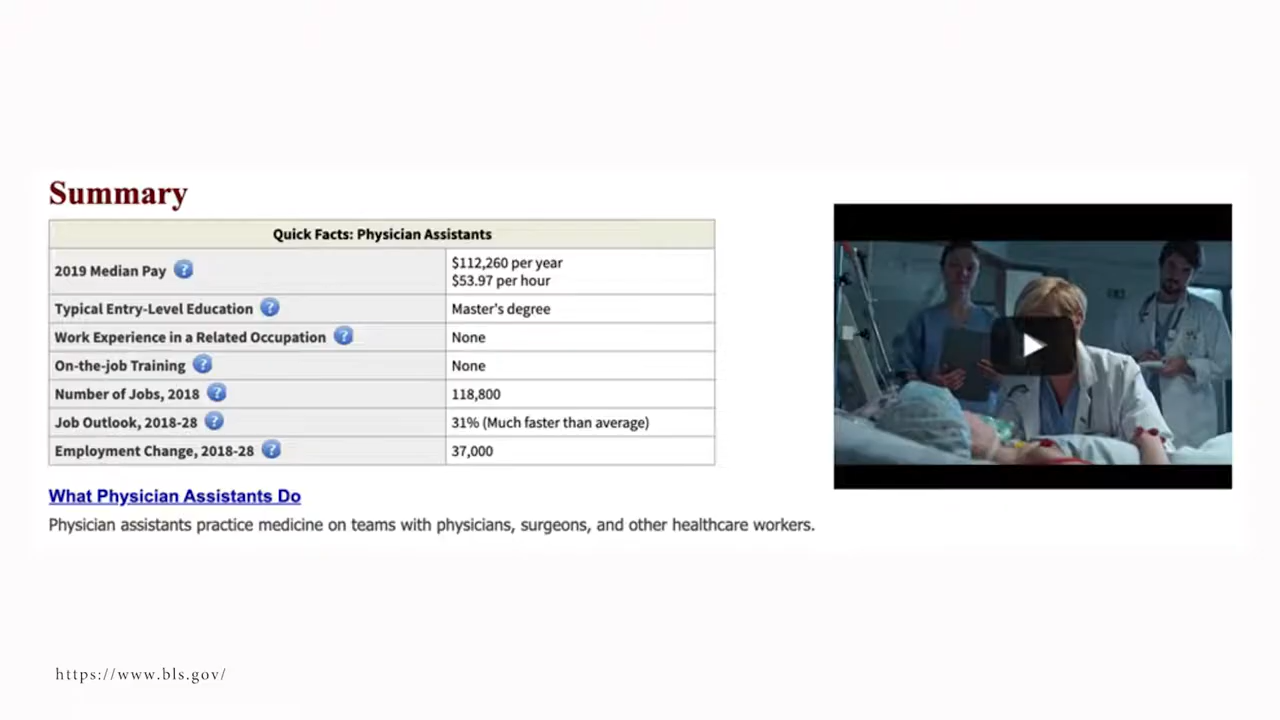 Summary
Quick Facts: Physician Assistants
2019 Median Pay ?
$112,260 per year
$53.97 per hour
Typical Entry-Level Education ?
Master's degree
Work Experience in a Related Occupation ?
None
On-the-job Training ?
None
Number of Jobs, 2018 ?
118,800
Job Outlook, 2018-28 ?
31% (Much faster than average)
Employment Change, 2018-28 ?
37,000
What Physician Assistants Do
Physician assistants practice medicine on teams with physicians, surgeons, and other healthcare workers.
https://www.bls.gov/